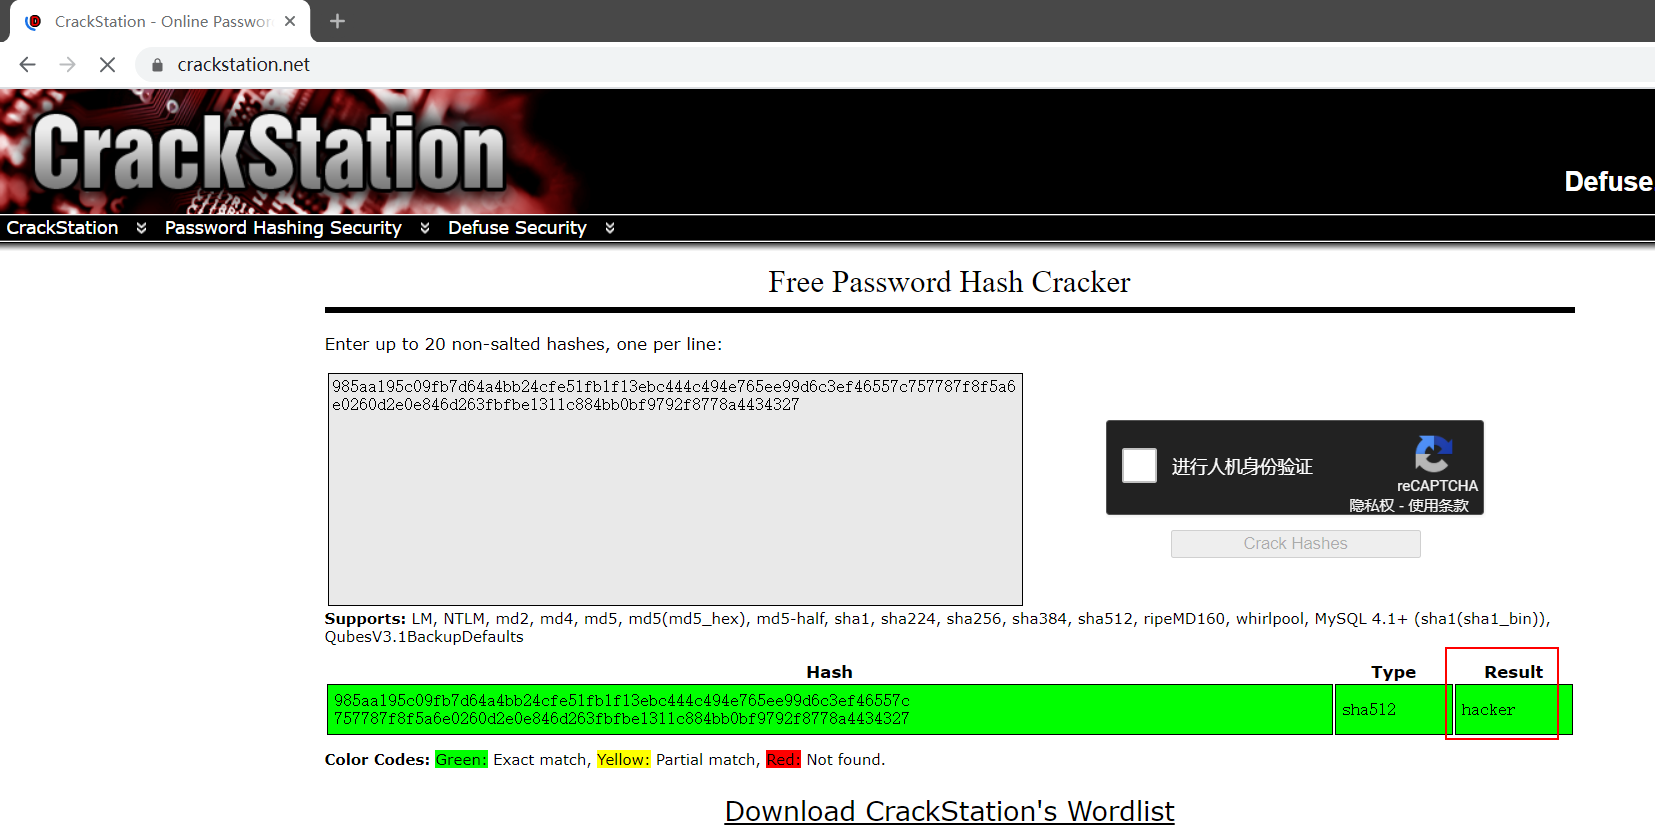 CrackStation - Online Passwor
crackstation.net
CrackStation
Defuse
CrackStation Password Hashing Security Defuse Security
Free Password Hash Cracker
Enter up to 20 non-salted hashes, one per line:
985aa195c09fb7d64a4bb24cfe51fb1f13ebc444c494e765ee99d6c3ef46557c757787f8f5a6
e0260d2e0e846d263fbfbe1311c884bb0bf9792f8778a4434327
进行人机身份验证
reCAPTCHA
隐私权 - 使用条款
Crack Hashes
Supports: LM, NTLM, md2, md4, md5, md5(md5_hex), md5-half, sha1, sha224, sha256, sha384, sha512, ripeMD160, whirlpool, MySQL 4.1+ (sha1(sha1_bin)),
QubesV3.1BackupDefaults
Hash Type Result
985aa195c09fb7d64a4bb24cfe51fb1f13ebc444c494e765ee99d6c3ef46557c
757787f8f5a6e0260d2e0e846d263fbfbe1311c884bb0bf9792f8778a4434327
sha512
hacker
Color Codes: Green: Exact match, Yellow: Partial match, Red: Not found.
Download CrackStation's Wordlist